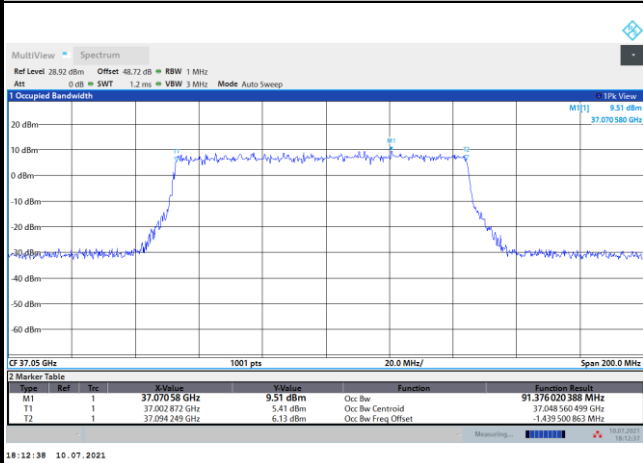 MultiView Spectrum
Ref Level 28.92 dBm Offset 48.72 dB RBW 1 MHz
Att 0 dB SWT 1.2 ms VBW 3 MHz Mode Auto Sweep
1 Occupied Bandwidth 1Pk View
M1[1] 9.51 dBm
37.070 580 GHz
20 dBm
M1
10 dBm
T1 T2
0 dBm
-10 dBm
-20 dBm
-30 dBm
-40 dBm
-50 dBm
-60 dBm
CF 37.05 GHz 1001 pts 20.0 MHz/ Span 200.0 MHz
2 Marker Table
Type Ref Trc X-Value Y-Value Function Function Result
M1 1 37.070 58 GHz 9.51 dBm Occ Bw 91.376 020 388 MHz
T1 1 37.002 872 GHz 5.41 dBm Occ Bw Centroid 37.048 560 499 GHz
T2 1 37.094 249 GHz 6.13 dBm Occ Bw Freq Offset -1.439 500 863 MHz
Measuring... 10.07.2021
18:12:37
18:12:38 10.07.2021